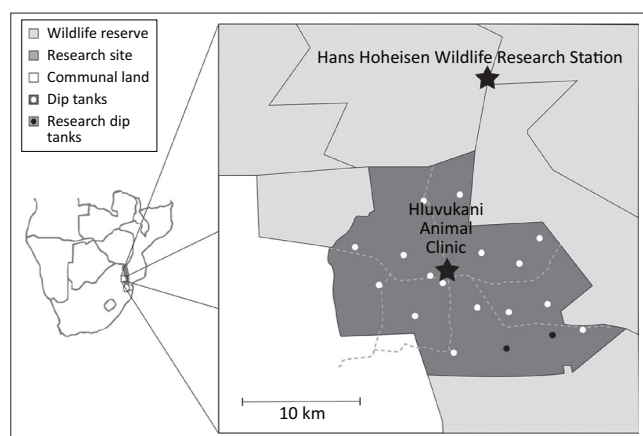 Wildlife reserve
Research site
Communal land
Dip tanks
Research dip
tanks
Hans Hoheisen Wildlife Research Station
Hluvukani
Animal
Clinic
10 km